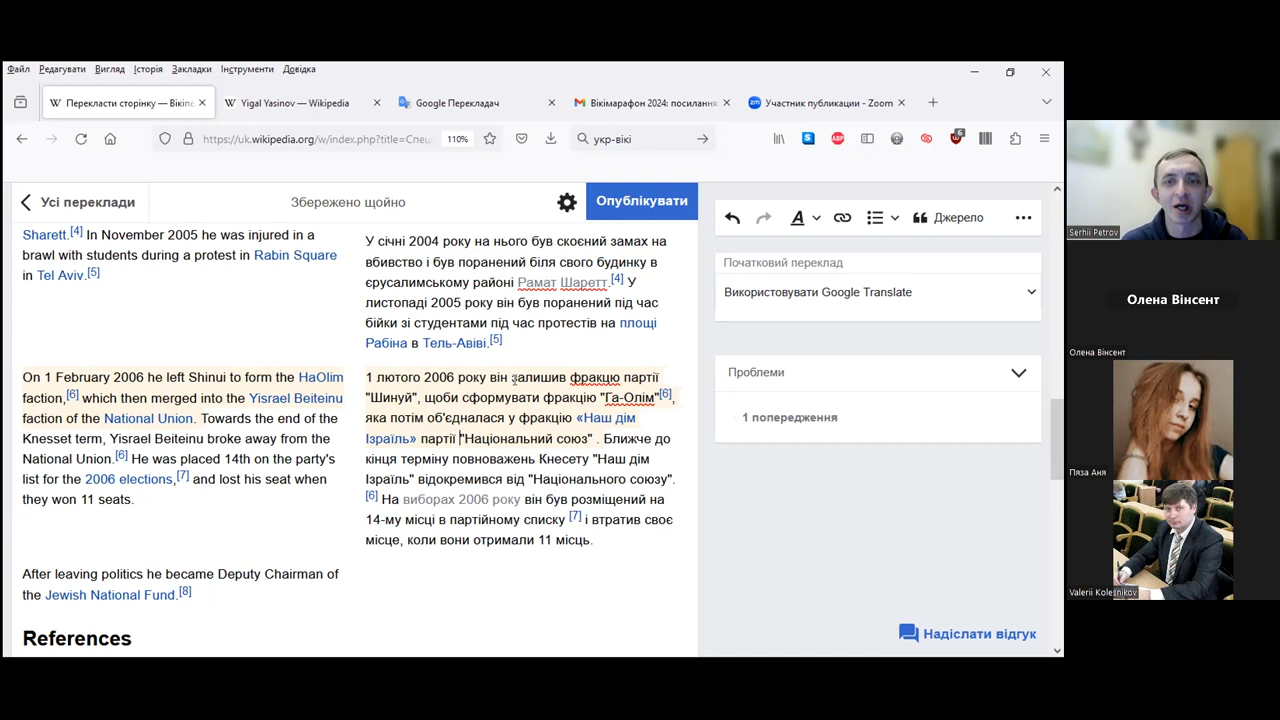 Файл Редагувати Вигляд Історія Закладки Інструменти Довідка
Перекласти сторінку — Вікіпе
Yigal Yasinov — Wikipedia
Google Перекладач
Вікімарафон 2024: посилання
Участник публикации - Zoom
https://uk.wikipedia.org/w/index.php?title=Спец
110%
укр-вікі
6
Усі переклади
Збережено щойно
Опублікувати
Sharett.[4] In November 2005 he was injured in a
brawl with students during a protest in Rabin Square
in Tel Aviv.[5]
У січні 2004 року на нього був скоєний замах на
вбивство і був поранений біля свого будинку в
єрусалимському районі Рамат Шаретт.[4] У
листопаді 2005 року він був поранений під час
бійки зі студентами під час протестів на площі
Рабіна в Тель-Авіві.[5]
On 1 February 2006 he left Shinui to form the HaOlim
faction,[6] which then merged into the Yisrael Beiteinu
faction of the National Union. Towards the end of the
Knesset term, Yisrael Beiteinu broke away from the
National Union.[6] He was placed 14th on the party's
list for the 2006 elections,[7] and lost his seat when
they won 11 seats.
1 лютого 2006 року він залишив фракцю партії
"Шинуй", щоби сформувати фракцію "Га-Олім"[6],
яка потім об'єдналася у фракцію «Наш дім
Ізраїль» партії "Національний союз" . Ближче до
кінця терміну повноважень Кнесету "Наш дім
Ізраїль" відокремився від "Національного союзу".
[6] На виборах 2006 року він був розміщений на
14-му місці в партійному списку [7] і втратив своє
місце, коли вони отримали 11 місць.
After leaving politics he became Deputy Chairman of
the Jewish National Fund.[8]
References
A
Джерело
Початковий переклад
Використовувати Google Translate
Проблеми
1 попередження
Надіслати відгук
Serhii Petrov
Олена Вінсент
Олена Вінсент
Пяза Аня
Valerii Kolesnikov